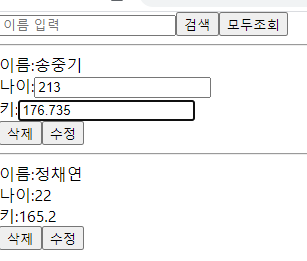 이름 입력 검색 모두조회
이름:송중기
나이:213
키:176.735
삭제 수정
이름:정채연
나이:22
키:165.2
삭제 수정